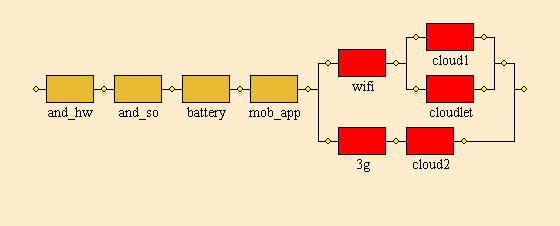 cloud1
wifi
and_hw
and_so
battery
mob_app
cloudlet
3g
cloud2